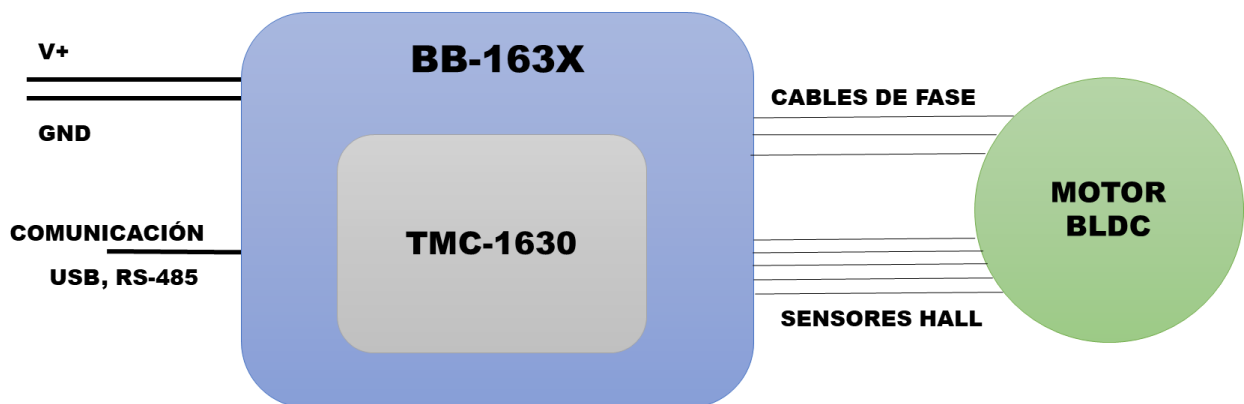 V+
GND
COMUNICACIÓN
USB, RS-485
BB-163X
TMC-1630
CABLES DE FASE
SENSORES HALL
MOTOR
BLDC